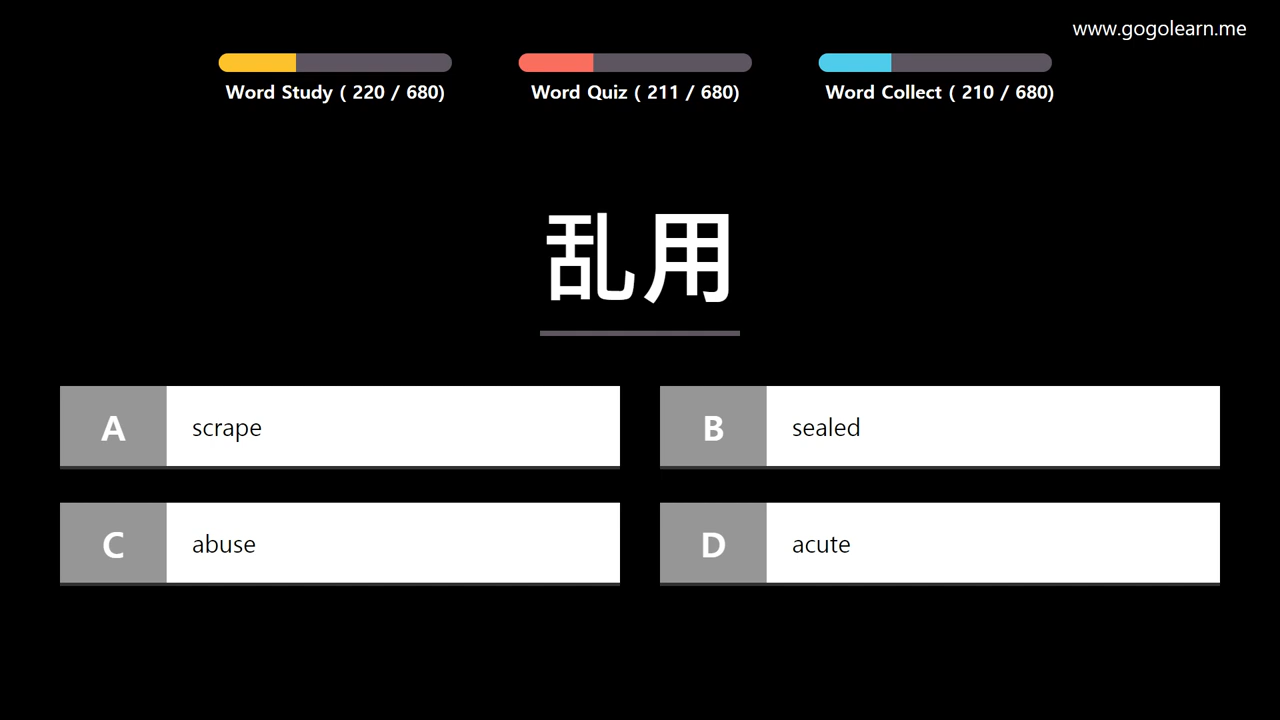 www.gogolearn.me
Word Study ( 220 / 680)
Word Quiz ( 211 / 680)
Word Collect ( 210 / 680)
乱用
A scrape
B sealed
C abuse
D acute